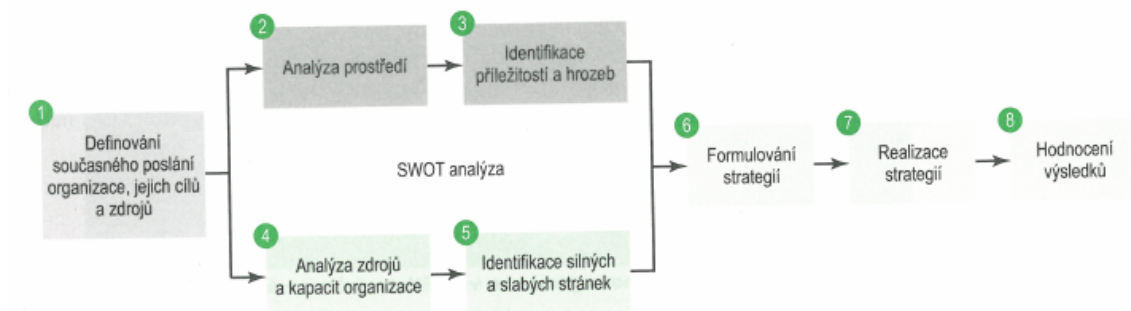 1
Definování
současného poslání
organizace, jejich cílů
a zdrojů
2
Analýza prostředí
3
Identifikace
příležitostí a hrozeb
SWOT analýza
4
Analýza zdrojů
a kapacit organizace
5
Identifikace silných
a slabých stránek
6
Formulování
strategií
7
Realizace
strategií
8
Hodnocení
výsledků